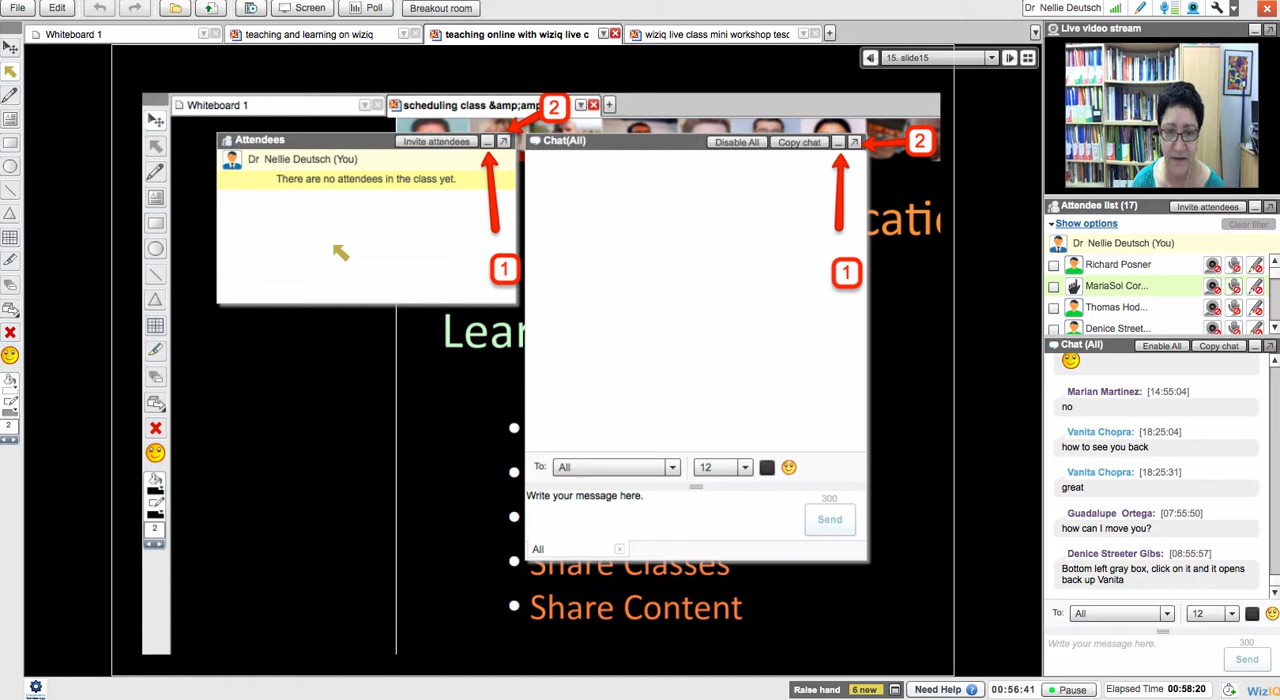 File
Edit
Screen
Poll
Breakout room
Dr Nellie Deutsch
Whiteboard 1
teaching and learning on wiziq
teaching online with wiziq live c
wiziq live class mini workshop tesc
15. slide15
Whiteboard 1
scheduling class &amp;amp;
2
Attendees
Invite attendees
Dr Nellie Deutsch (You)
There are no attendees in the class yet.
1
Chat(All)
Disable All
Copy chat
2
1
catio
Lear
To:
All
12
Write your message here.
300
Send
All
Share Classes
Share Content
2
2
Live video stream
Attendee list (17)
Invite attendees
Show options
Clear filter
Dr Nellie Deutsch (You)
Richard Posner
MariaSol Cor...
Thomas Hod...
Denice Street...
Chat (All)
Enable All
Copy chat
Marian Martinez: [14:55:04]
no
Vanita Chopra: [18:25:04]
how to see you back
Vanita Chopra: [18:25:31]
great
Guadalupe Ortega: [07:55:50]
how can I move you?
Denice Streeter Gibs: [08:55:57]
Bottom left gray box, click on it and it opens
back up Vanita
To:
All
12
Write your message here.
300
Send
Raise hand
6 new
Need Help
?
00:56:41
Pause
Elapsed Time: 00:58:20
WizIQ